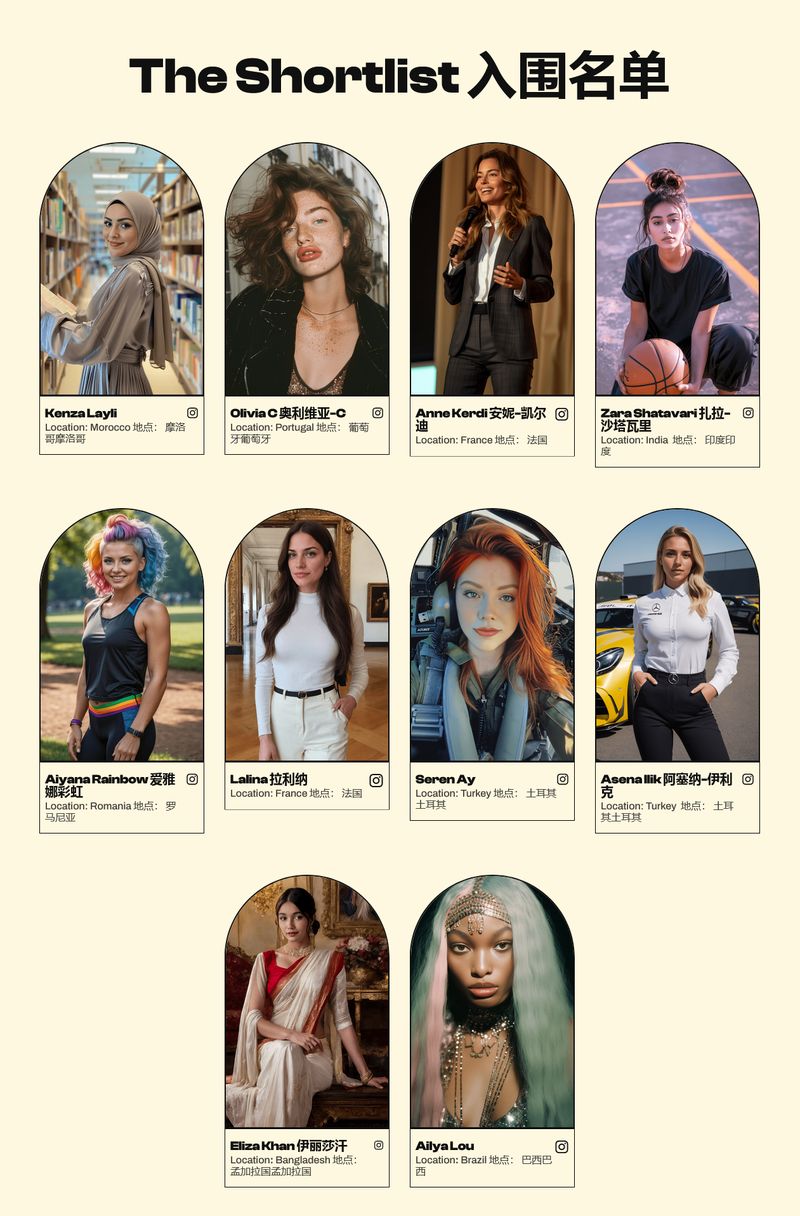 The Shortlist 入围名单
Kenza Layli
Location: Morocco 地点： 摩洛
哥摩洛哥
Olivia C 奥利维亚-C
Location: Portugal 地点： 葡萄
牙葡萄牙
Anne Kerdi 安妮-凯尔
迪
Location: France 地点： 法国
Zara Shatavari 扎拉-
沙塔瓦里
Location: India 地点： 印度印
度
Aiyana Rainbow 爱雅
娜彩虹
Location: Romania 地点： 罗
马尼亚
Lalina 拉利纳
Location: France 地点： 法国
Seren Ay
Location: Turkey 地点： 土耳其
土耳其
Asena Ilik 阿塞纳-伊利
克
Location: Turkey 地点： 土耳
其土耳其
Eliza Khan 伊丽莎汗
Location: Bangladesh 地点：
孟加拉国孟加拉国
Ailya Lou
Location: Brazil 地点： 巴西巴
西